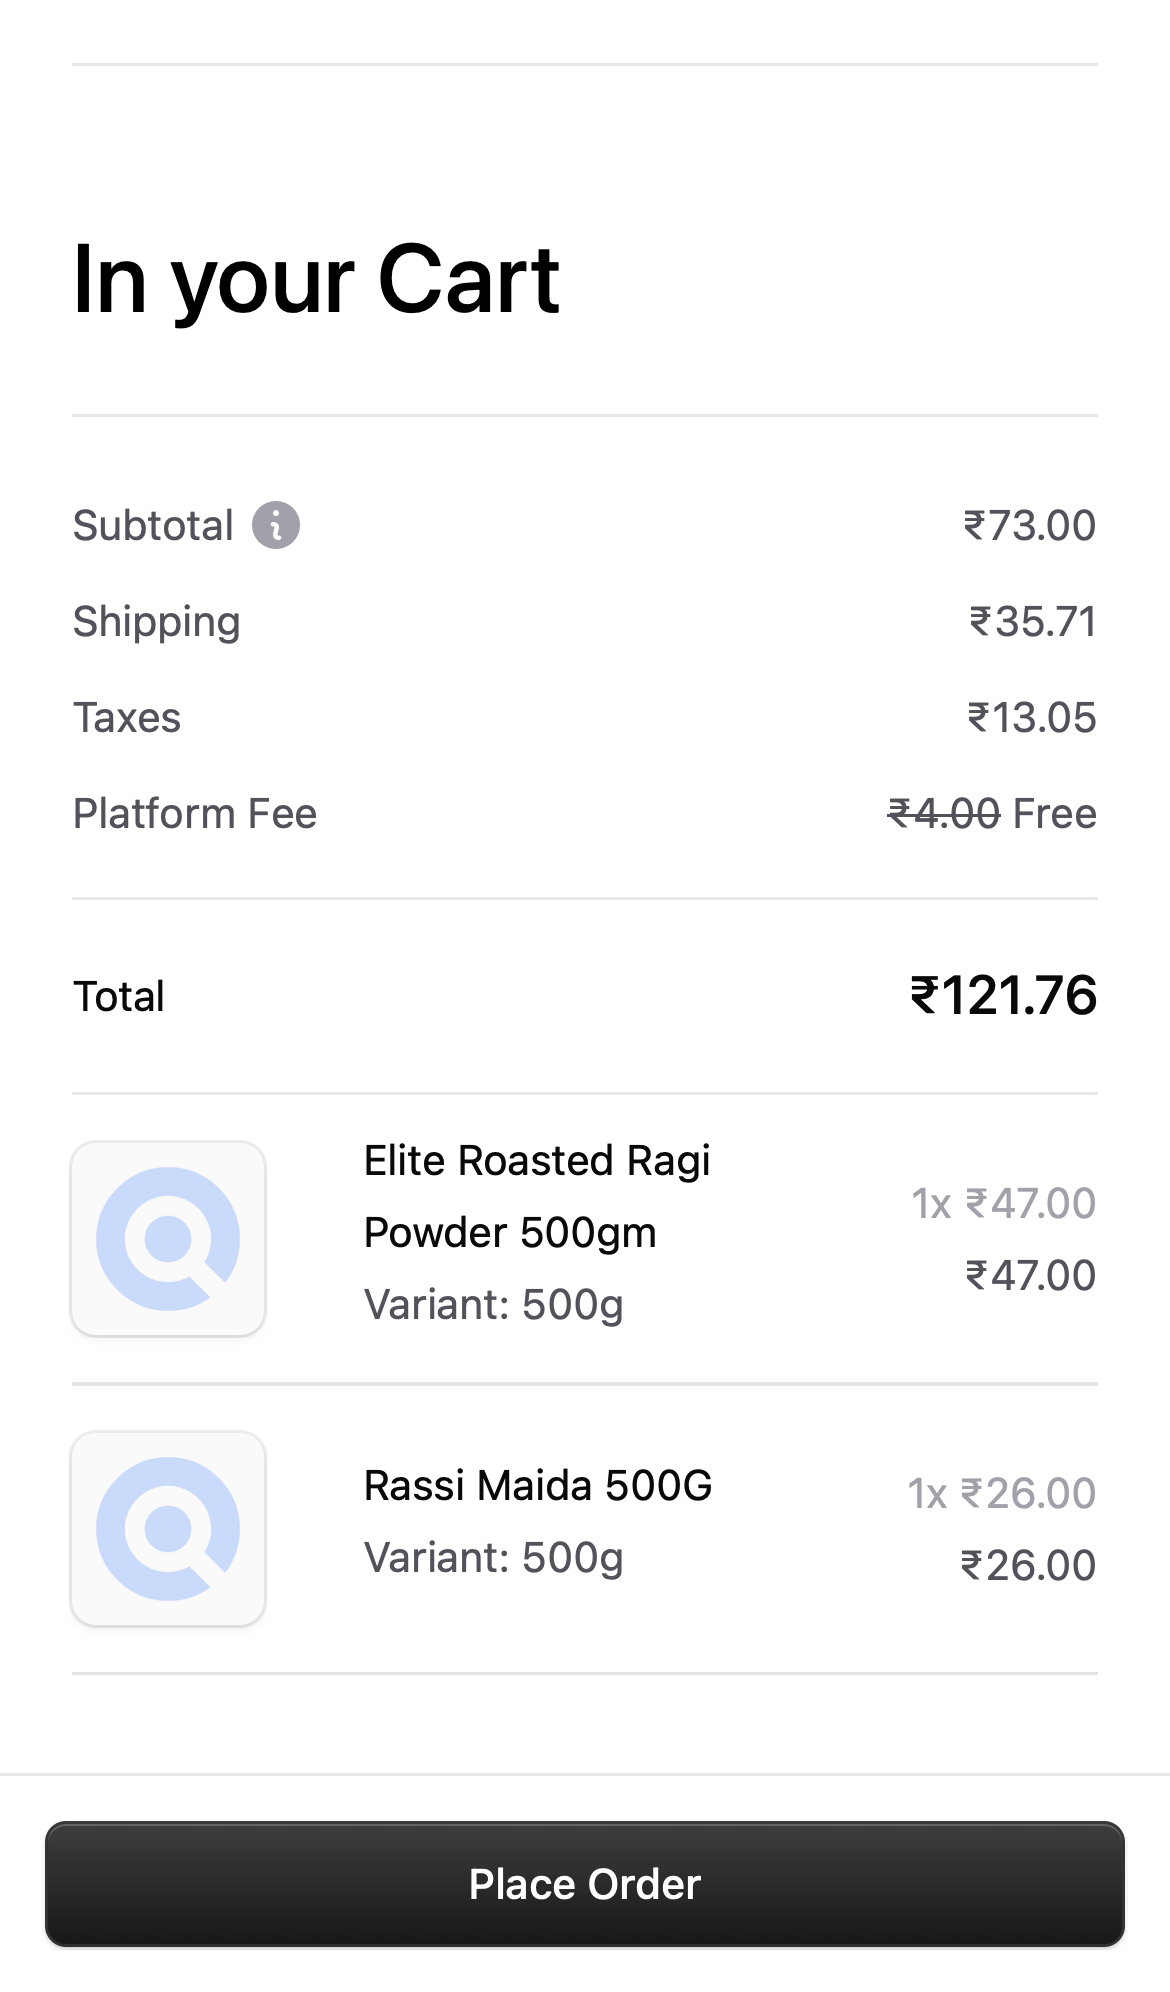 In your Cart
Subtotal ₹73.00
Shipping ₹35.71
Taxes ₹13.05
Platform Fee ₹4.00 Free
Total ₹121.76
Elite Roasted Ragi
Powder 500gm
Variant: 500g
1x ₹47.00
₹47.00
Rassi Maida 500G
Variant: 500g
1x ₹26.00
₹26.00
Place Order